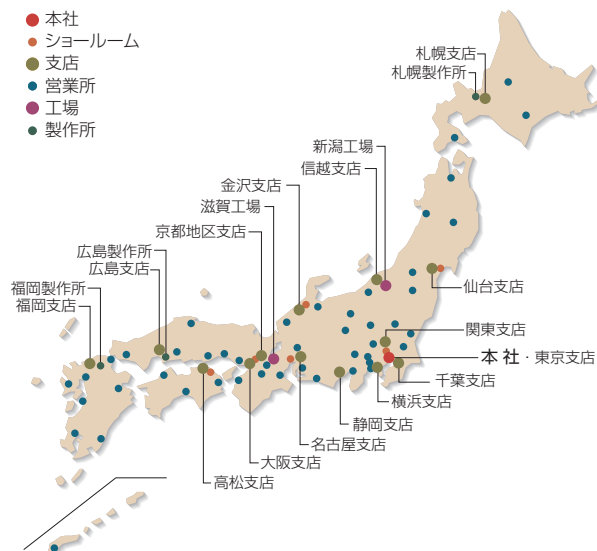 本社
ショールーム
支店
営業所
工場
製作所
札幌支店
札幌製作所
新潟工場
信越支店
金沢支店
滋賀工場
京都地区支店
広島製作所
広島支店
福岡製作所
福岡支店
仙台支店
関東支店
本 社 ・ 東京支店
千葉支店
横浜支店
静岡支店
名古屋支店
大阪支店
高松支店